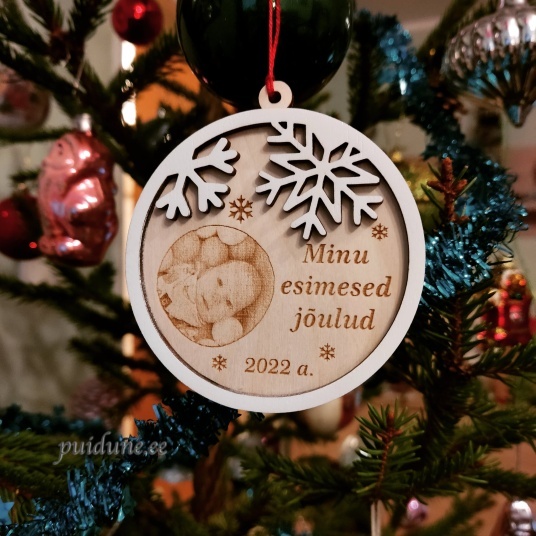 Minu
esimesed
jõulud
2022 a.
puidune.ee